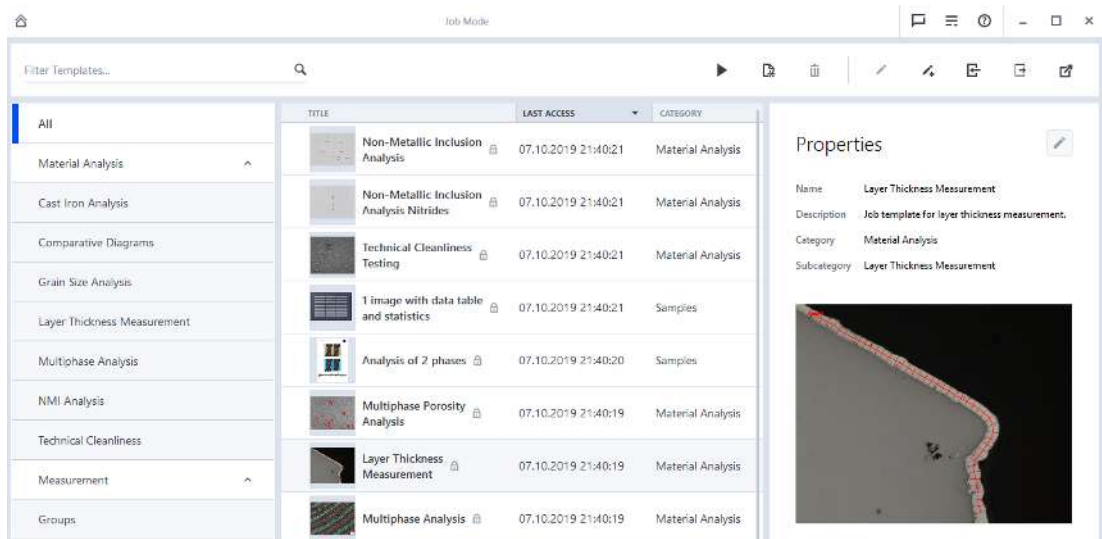 Job Mode
Filter Templates...
All
Material Analysis
Cast Iron Analysis
Comparative Diagrams
Grain Size Analysis
Layer Thickness Measurement
Multiphase Analysis
NMI Analysis
Technical Cleanliness
Measurement
Groups
TITLE LAST ACCESS CATEGORY
Non-Metallic Inclusion
Analysis
07.10.2019 21:40:21 Material Analysis
Non-Metallic Inclusion
Analysis Nitrides
07.10.2019 21:40:21 Material Analysis
Technical Cleanliness
Testing
07.10.2019 21:40:21 Material Analysis
1 image with data table
and statistics
07.10.2019 21:40:21 Samples
Analysis of 2 phases 07.10.2019 21:40:20 Samples
Multiphase Porosity
Analysis
07.10.2019 21:40:19 Material Analysis
Layer Thickness
Measurement
07.10.2019 21:40:19 Material Analysis
Multiphase Analysis 07.10.2019 21:40:19 Material Analysis
Properties
Name Layer Thickness Measurement
Description Job template for layer thickness measurement.
Category Material Analysis
Subcategory Layer Thickness Measurement